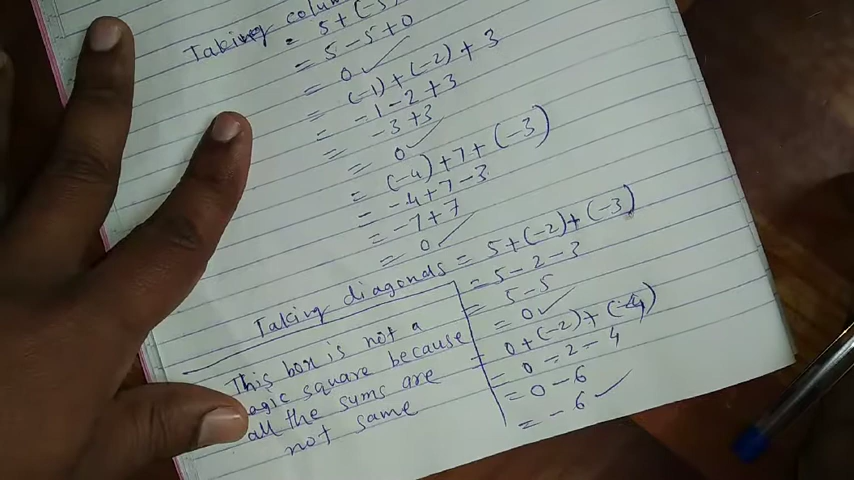 Taking colum
= 5+(-5)
= 5-5+0
= 0 ✓
= (-1)+(-2)+3
= -1-2+3
= -3+3
= 0 ✓
= (-4)+7+(-3)
= -4+7-3
= -7+7
= 0 ✓
Taking diagonds = 5+(-2)+(-3)
= 5-2-3
= 5-5
= 0 ✓
= 0+(-2)+(-4)
= 0-2-4
= 0-6
= -6 ✓
This box is not a
agic square because
all the sums are
not same